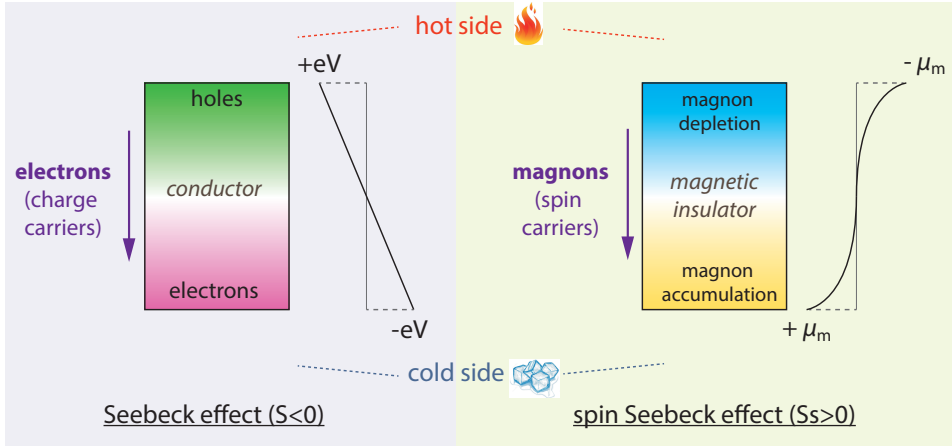 hot side
+eV
holes
electrons
(charge
carriers)
conductor
electrons
-eV
Seebeck effect (S<0)
- μm
magnon
depletion
magnons
(spin
carriers)
magnetic
insulator
magnon
accumulation
+ μm
cold side
spin Seebeck effect (Ss>0)